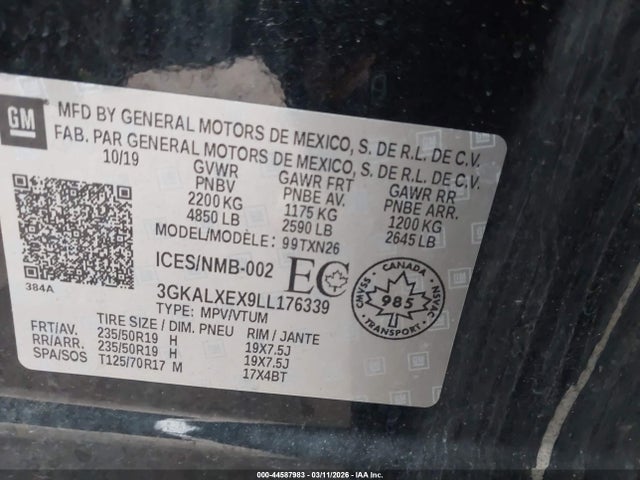 GM
MFD BY GENERAL MOTORS DE MEXICO, S. DE R.L. DE C.V.
FAB. PAR GENERAL MOTORS DE MEXICO, S. DE R.L. DE C.V.
10/19 GVWR GAWR FRT GAWR RR
PNBV PNBE AV. PNBE ARR.
2200 KG 1175 KG 1200 KG
4850 LB 2590 LB 2645 LB
MODEL/MODÈLE: 99TXN26
ICES/NMB-002 EC
384A
3GKALXEX9LL176339
TYPE: MPV/VTUM
CANADA
NSVAC
985
TRANSPORT
TIRE SIZE / DIM. PNEU RIM / JANTE
FRT/AV. 235/50R19 H 19X7.5J
RR/ARR. 235/50R19 H 19X7.5J
SPA/SOS T125/70R17 M 17X4BT
000-44587983 - 03/11/2026 - IAAI.com